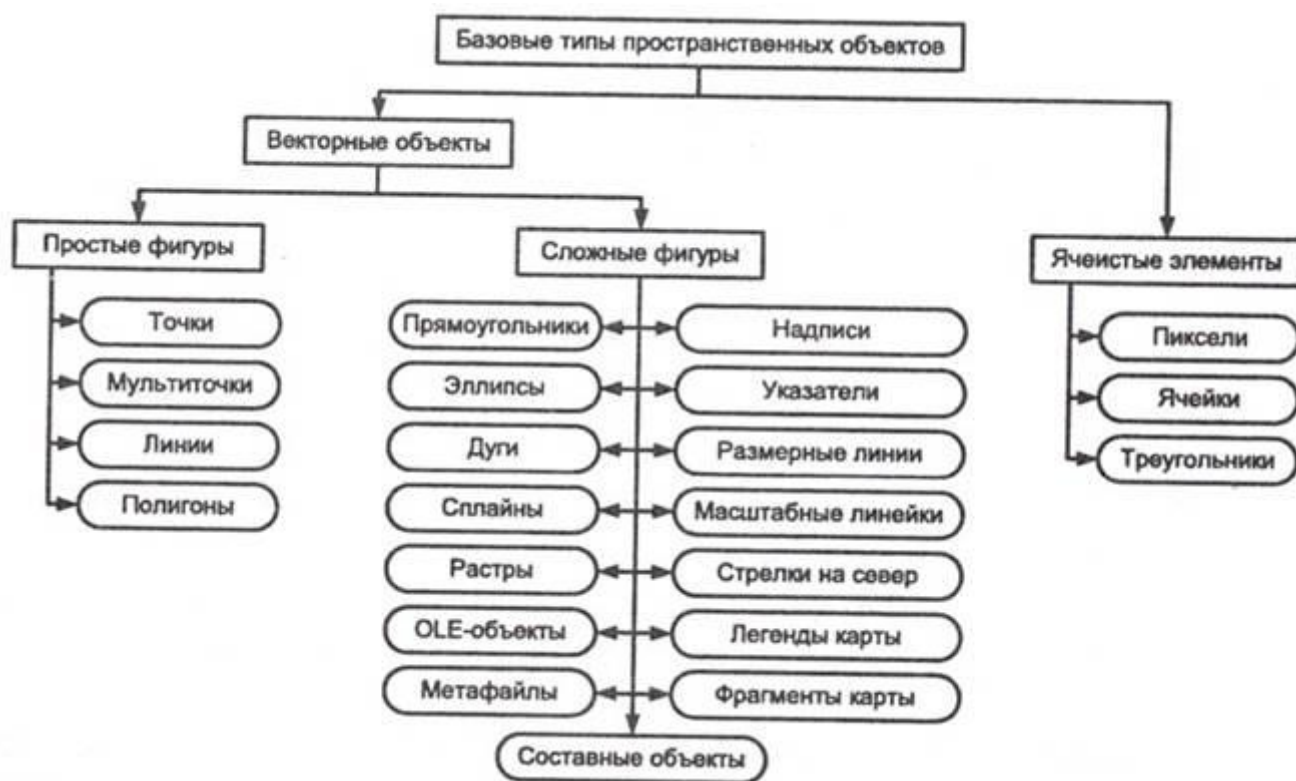 Базовые типы пространственных объектов
Векторные объекты
Простые фигуры
Сложные фигуры
Ячеистые элементы
Точки
Мультиточки
Линии
Полигоны
Прямоугольники
Надписи
Эллипсы
Указатели
Дуги
Размерные линии
Сплайны
Масштабные линейки
Растры
Стрелки на север
OLE-объекты
Легенды карты
Метафайлы
Фрагменты карты
Составные объекты
Пиксели
Ячейки
Треугольники